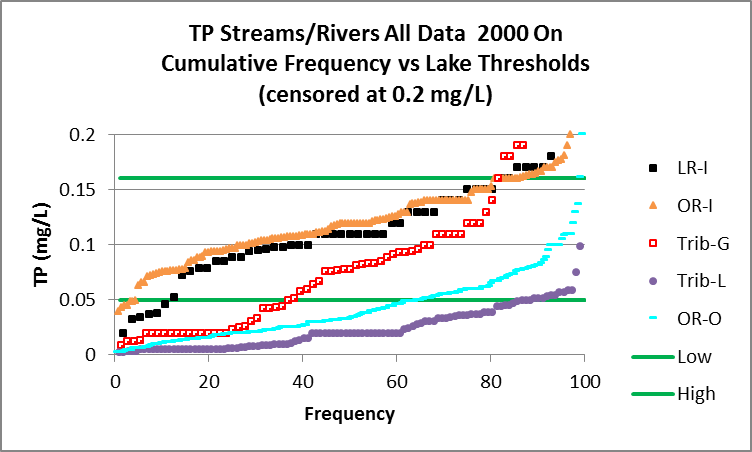 TP Streams/Rivers All Data 2000 On
Cumulative Frequency vs Lake Thresholds
(censored at 0.2 mg/L)
TP (mg/L)
0.2
0.15
0.1
0.05
0
0 20 40 60 80 100
Frequency
LR-I
OR-I
Trib-G
Trib-L
OR-O
Low
High